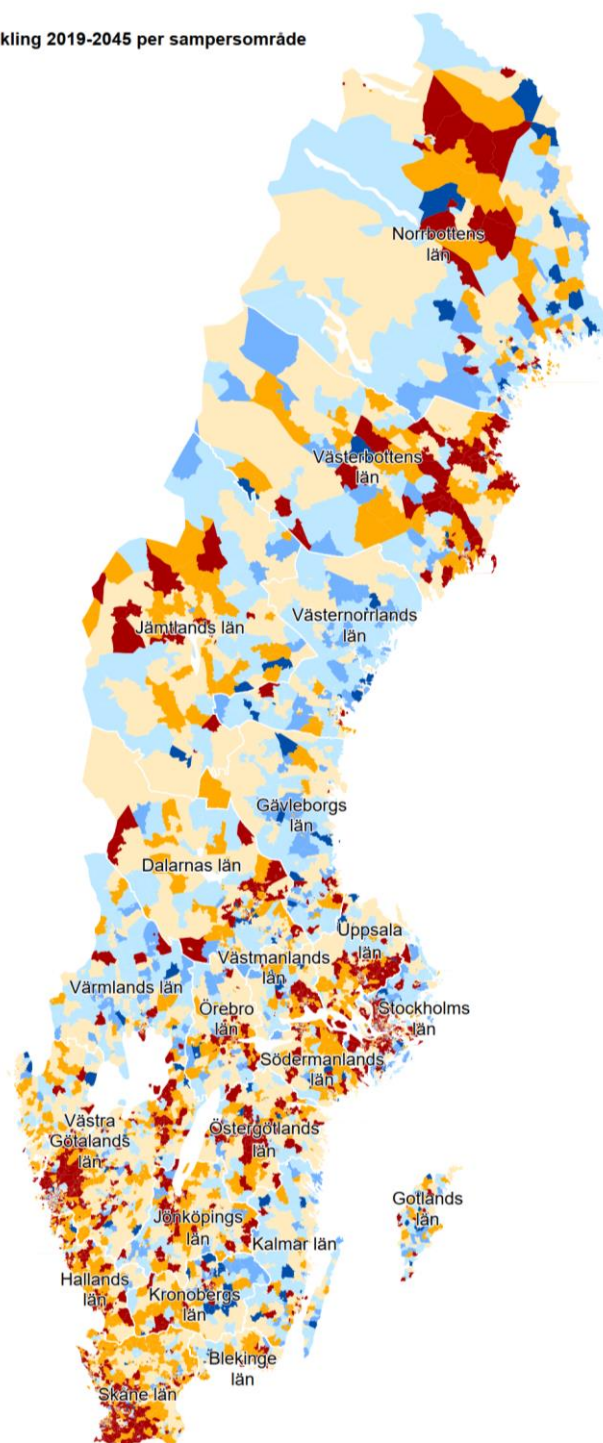 kling 2019-2045 per sampersområde
Norrbottens
län
Västerbottens
län
Jämtlands län
Västernorrlands
län
Gävleborgs
län
Dalarnas län
Uppsala
län
Västmanlands
län
Värmlands län
Örebro
län
Stockholms
län
Södermanlands
län
Västra
Götalands
län
Östergötlands
län
Gotlands
län
Jönköpings
län
Kalmar län
Hallands
län
Kronobergs
län
Blekinge
län
Skåne län